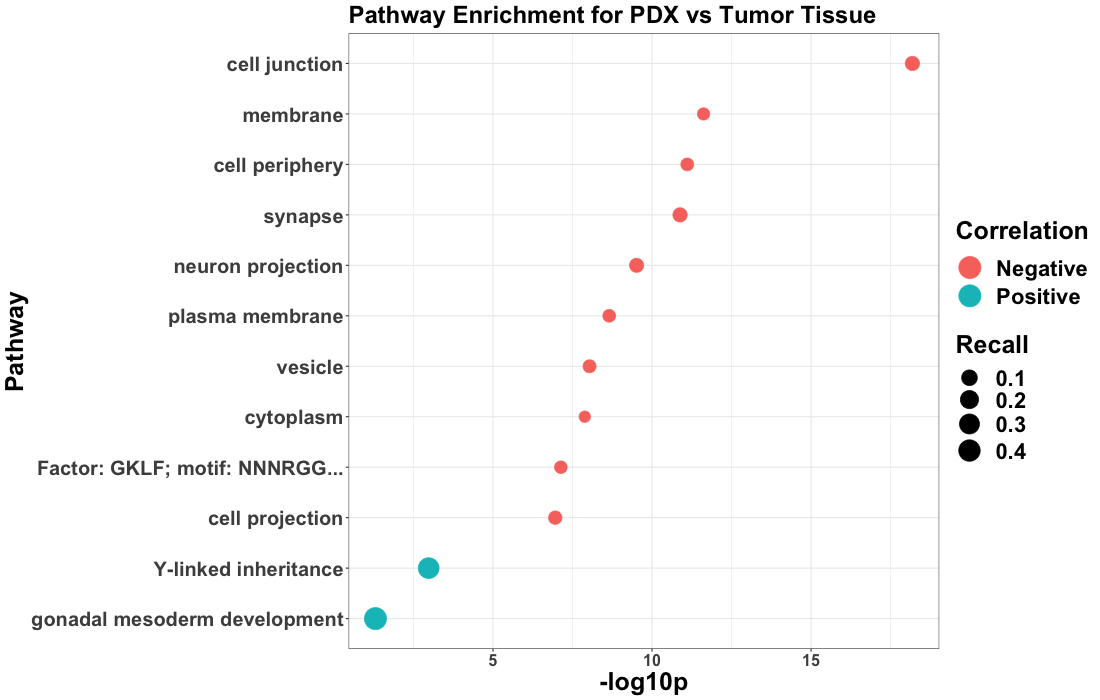 Pathway Enrichment for PDX vs Tumor Tissue
cell junction
membrane
cell periphery
synapse
neuron projection
plasma membrane
vesicle
cytoplasm
Factor: GKLF; motif: NNNRGG...
cell projection
Y-linked inheritance
gonadal mesoderm development
Pathway
5
10
15
-log10p
Correlation
Negative
Positive
Recall
0.1
0.2
0.3
0.4